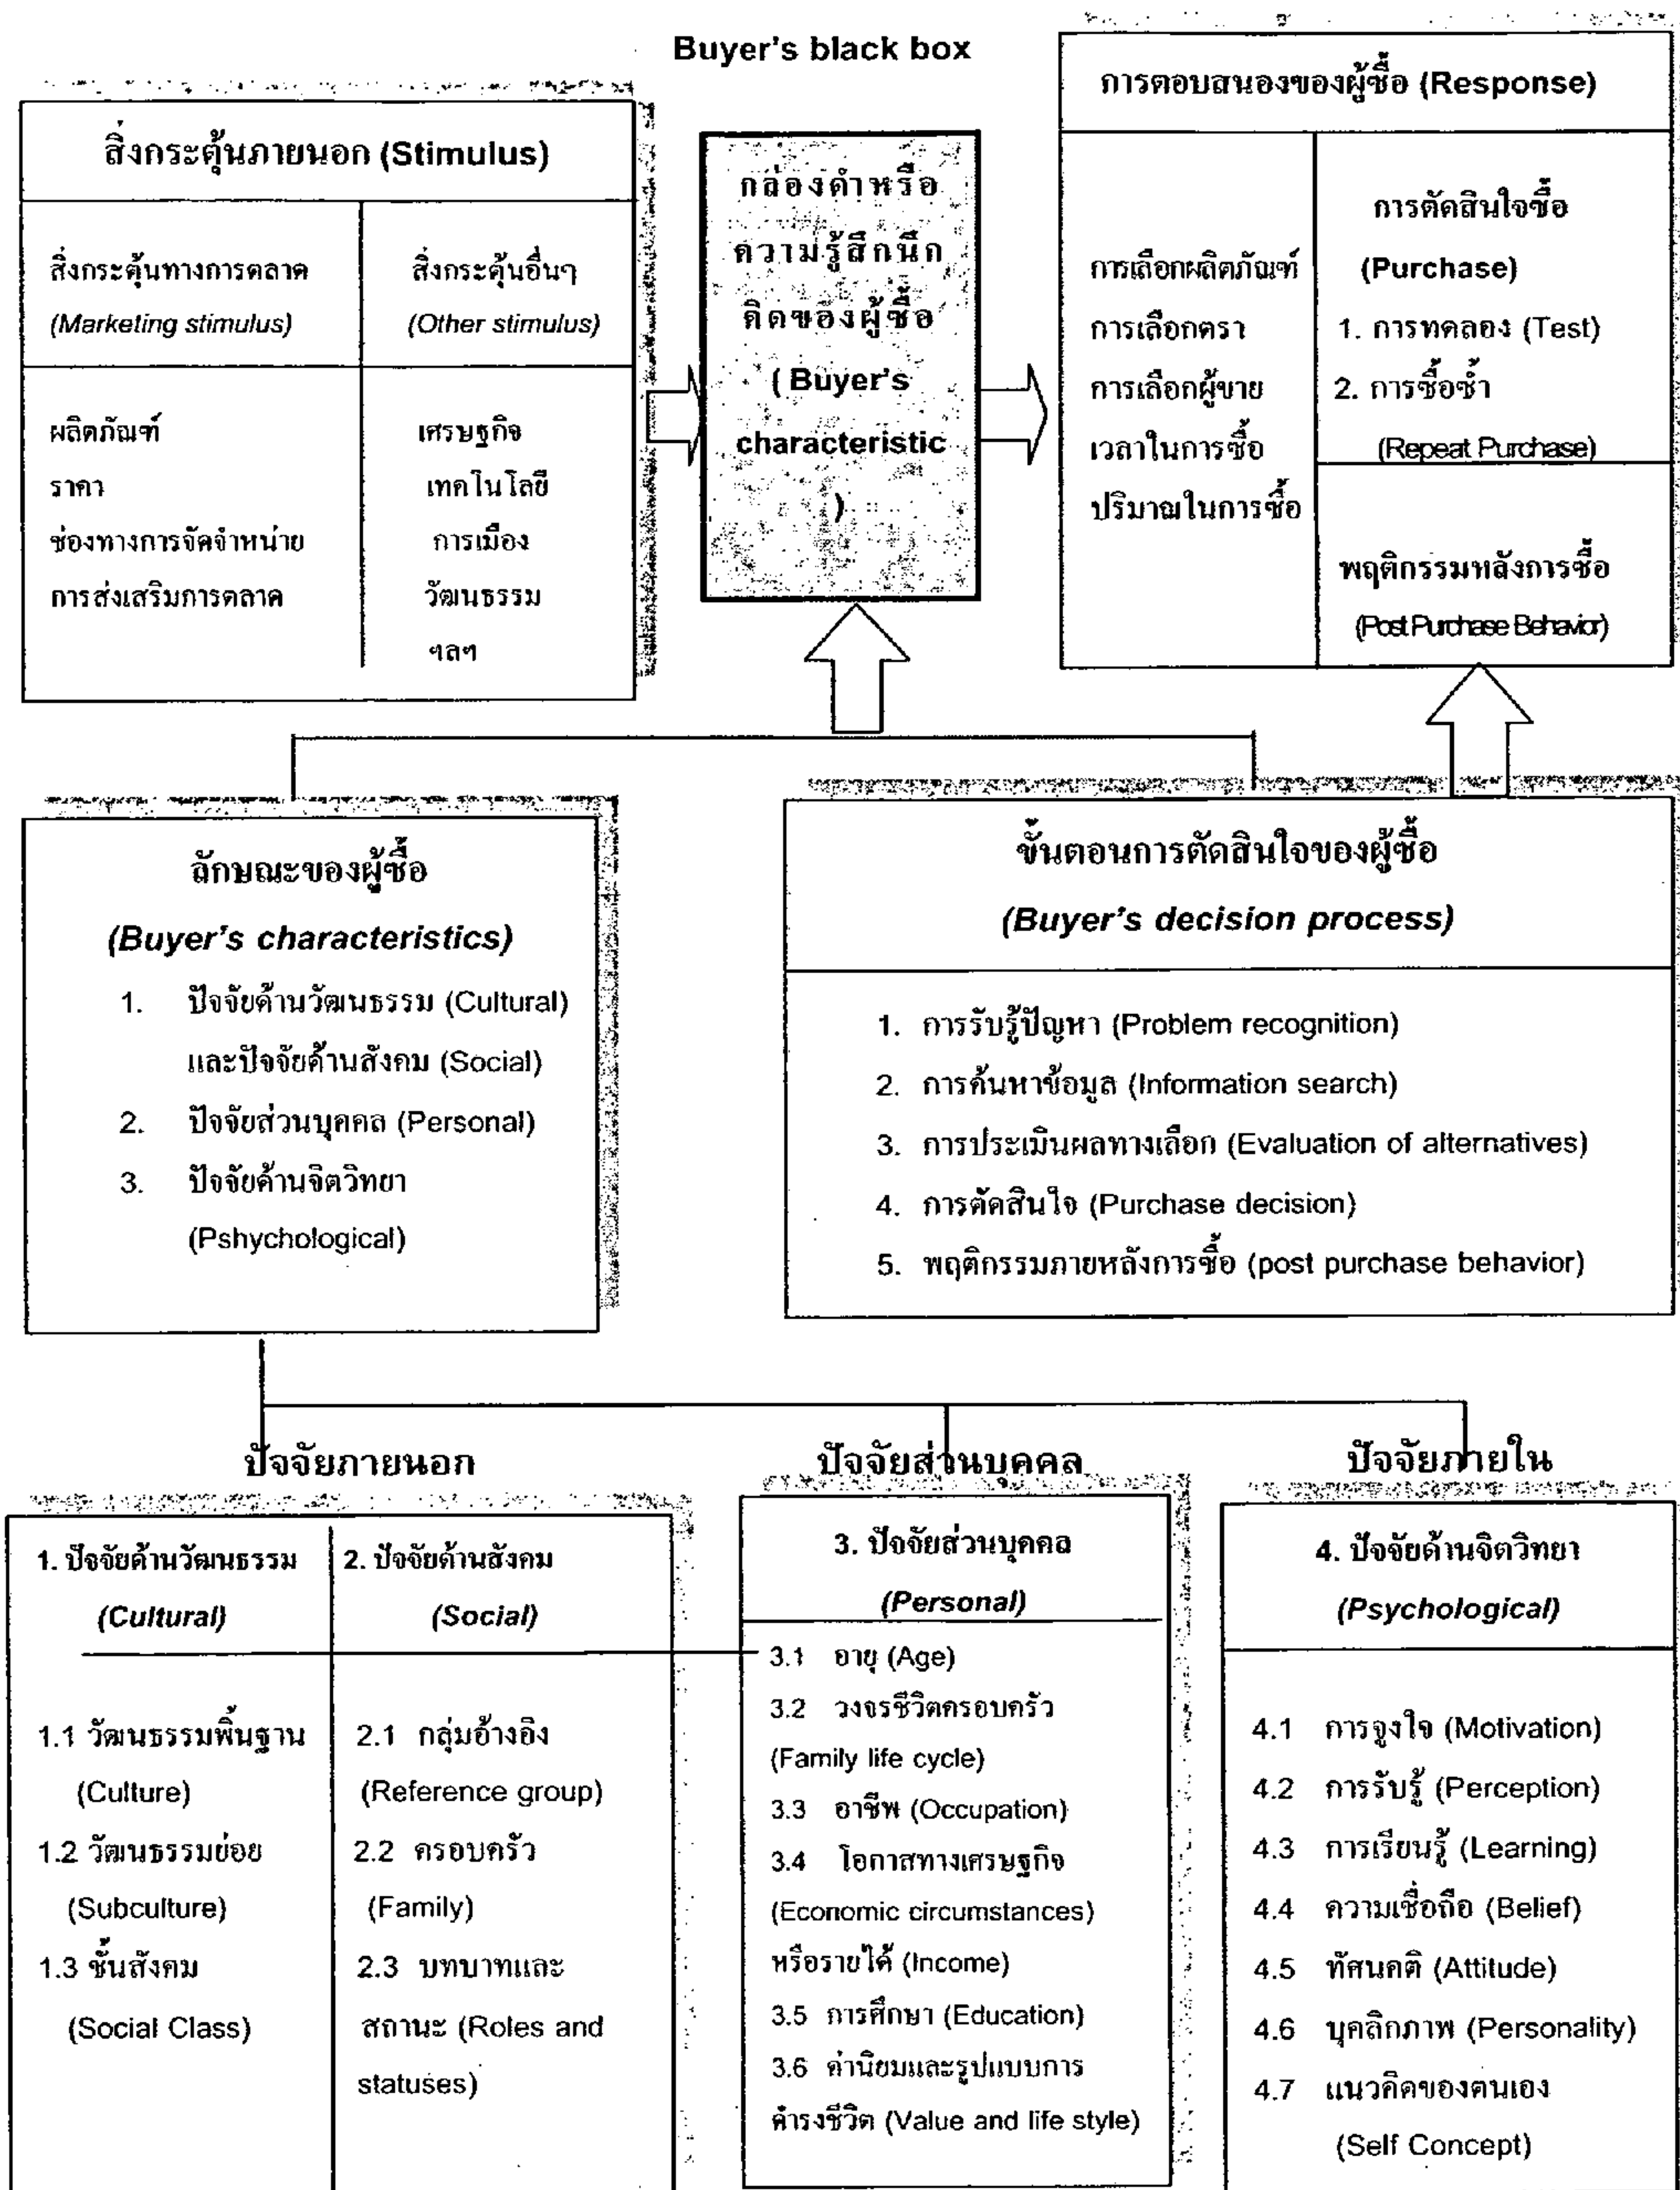 Buyer's black box
สิ่งกระตุ้นภายนอก (Stimulus)
สิ่งกระตุ้นทางการตลาด
(Marketing stimulus)
สิ่งกระตุ้นอื่นๆ
(Other stimulus)
ผลิตภัณฑ์
ราคา
ช่องทางการจัดจำหน่าย
การส่งเสริมการตลาด
เศรษฐกิจ
เทคโนโลยี
การเมือง
วัฒนธรรม
ฯลฯ
กล่องดำหรือ
ความรู้สึกนึก
คิดของผู้ซื้อ
( Buyer's
characteristic
)
การตอบสนองของผู้ซื้อ (Response)
การเลือกผลิตภัณฑ์
การเลือกตรา
การเลือกผู้ขาย
เวลาในการซื้อ
ปริมาณในการซื้อ
การตัดสินใจซื้อ
(Purchase)
1. การทดลอง (Test)
2. การซื้อซ้ำ
(Repeat Purchase)
พฤติกรรมหลังการซื้อ
(Post Purchase Behavior)
ลักษณะของผู้ซื้อ
(Buyer's characteristics)
1. ปัจจัยด้านวัฒนธรรม (Cultural)
และปัจจัยด้านสังคม (Social)
2. ปัจจัยส่วนบุคคล (Personal)
3. ปัจจัยด้านจิตวิทยา
(Pshychological)
ขั้นตอนการตัดสินใจของผู้ซื้อ
(Buyer's decision process)
1. การรับรู้ปัญหา (Problem recognition)
2. การค้นหาข้อมูล (Information search)
3. การประเมินผลทางเลือก (Evaluation of alternatives)
4. การตัดสินใจ (Purchase decision)
5. พฤติกรรมภายหลังการซื้อ (post purchase behavior)
ปัจจัยภายนอก
1. ปัจจัยด้านวัฒนธรรม
(Cultural)
1.1 วัฒนธรรมพื้นฐาน
(Culture)
1.2 วัฒนธรรมย่อย
(Subculture)
1.3 ชั้นสังคม
(Social Class)
2. ปัจจัยด้านสังคม
(Social)
2.1 กลุ่มอ้างอิง
(Reference group)
2.2 ครอบครัว
(Family)
2.3 บทบาทและ
สถานะ (Roles and
statuses)
ปัจจัยส่วนบุคคล
3. ปัจจัยส่วนบุคคล
(Personal)
3.1 อายุ (Age)
3.2 วงจรชีวิตครอบครัว
(Family life cycle)
3.3 อาชีพ (Occupation)
3.4 โอกาสทางเศรษฐกิจ
(Economic circumstances)
หรือรายได้ (Income)
3.5 การศึกษา (Education)
3.6 ค่านิยมและรูปแบบการ
ดำรงชีวิต (Value and life style)
ปัจจัยภายใน
4. ปัจจัยด้านจิตวิทยา
(Psychological)
4.1 การจูงใจ (Motivation)
4.2 การรับรู้ (Perception)
4.3 การเรียนรู้ (Learning)
4.4 ความเชื่อถือ (Belief)
4.5 ทัศนคติ (Attitude)
4.6 บุคลิกภาพ (Personality)
4.7 แนวคิดของตนเอง
(Self Concept)